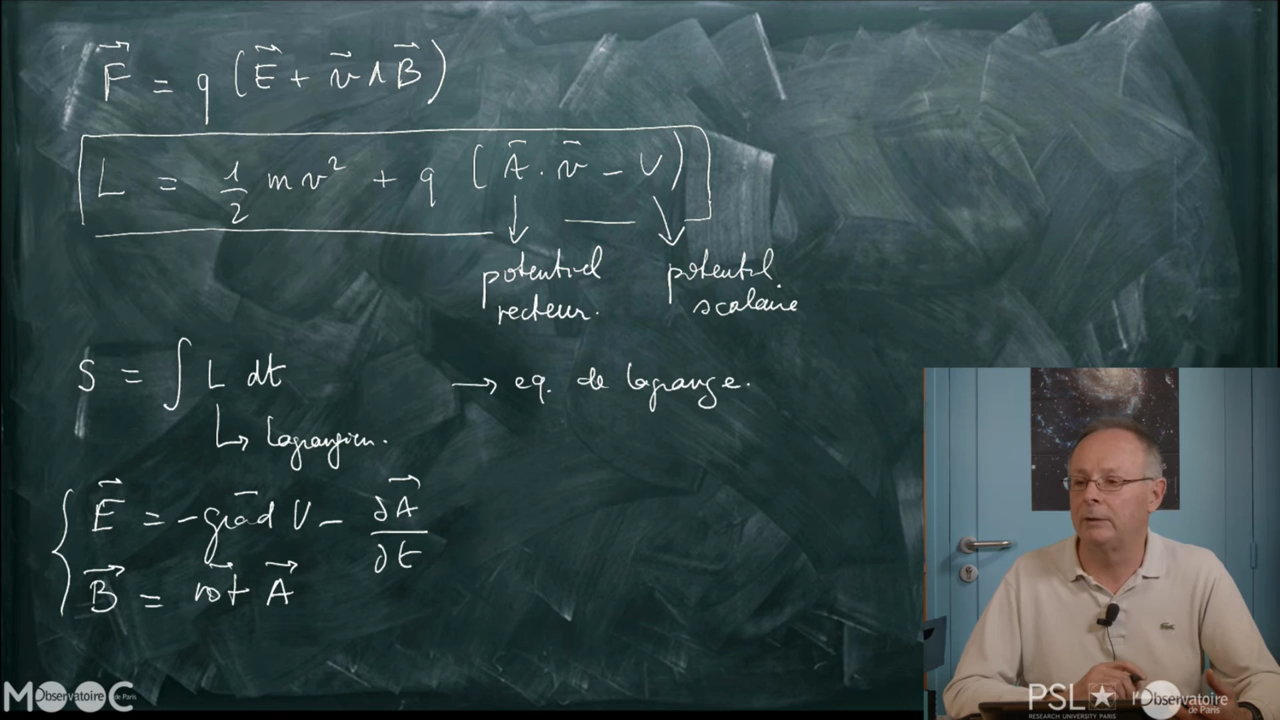 F⃗ = q (E⃗ + v⃗ ∧ B⃗)
L = 1/2 mv² + q (A⃗ . v⃗ − V)
potentiel vecteur.
potentiel scalaire
S = ∫ L dt → eq. de lagrange.
↳ Lagrangien.
E⃗ = −grad V − ∂A⃗/∂t
B⃗ = rot A⃗
MOOC Observatoire de Paris
PSL★ l'Observatoire de Paris
RESEARCH UNIVERSITY PARIS